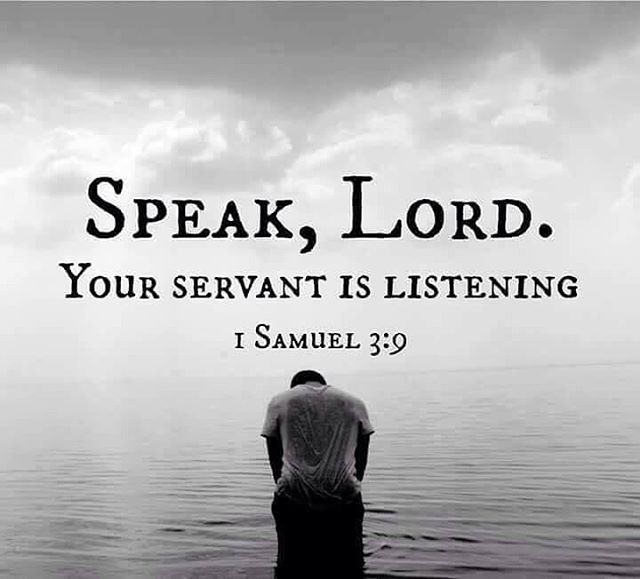 Speak, Lord.
Your servant is listening
1 Samuel 3:9